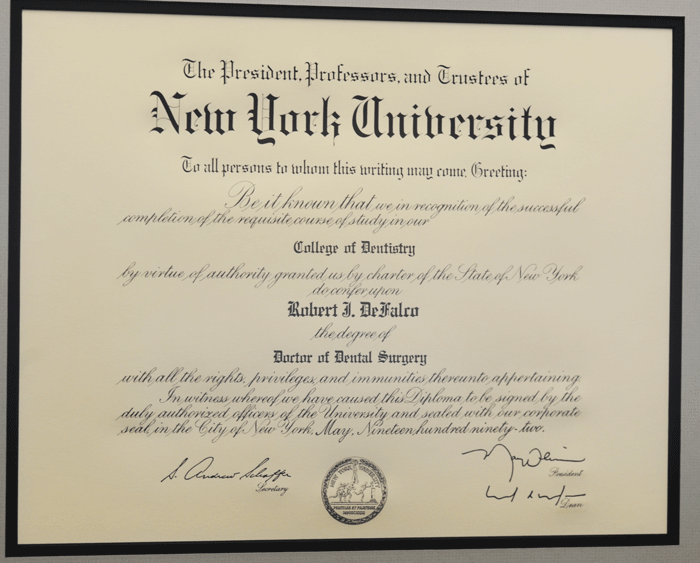 The President, Professors, and Trustees of
New York University
To all persons to whom this writing may come, Greeting:
Be it known that we in recognition of the successful
completion of the requisite course of study in our
College of Dentistry
by virtue of authority granted us by charter of the State of New York
do confer upon
Robert J. DeFalco
the degree of
Doctor of Dental Surgery
with all the rights, privileges and immunities thereunto appertaining.
In witness whereof we have caused this Diploma to be signed by the
duly authorized officers of the University and sealed with our corporate
seal in the City of New York, May, Nineteen hundred ninety-two.
S. Andrew Schaffer
Secretary
President
Dean
NEW YORK UNIVERSITY